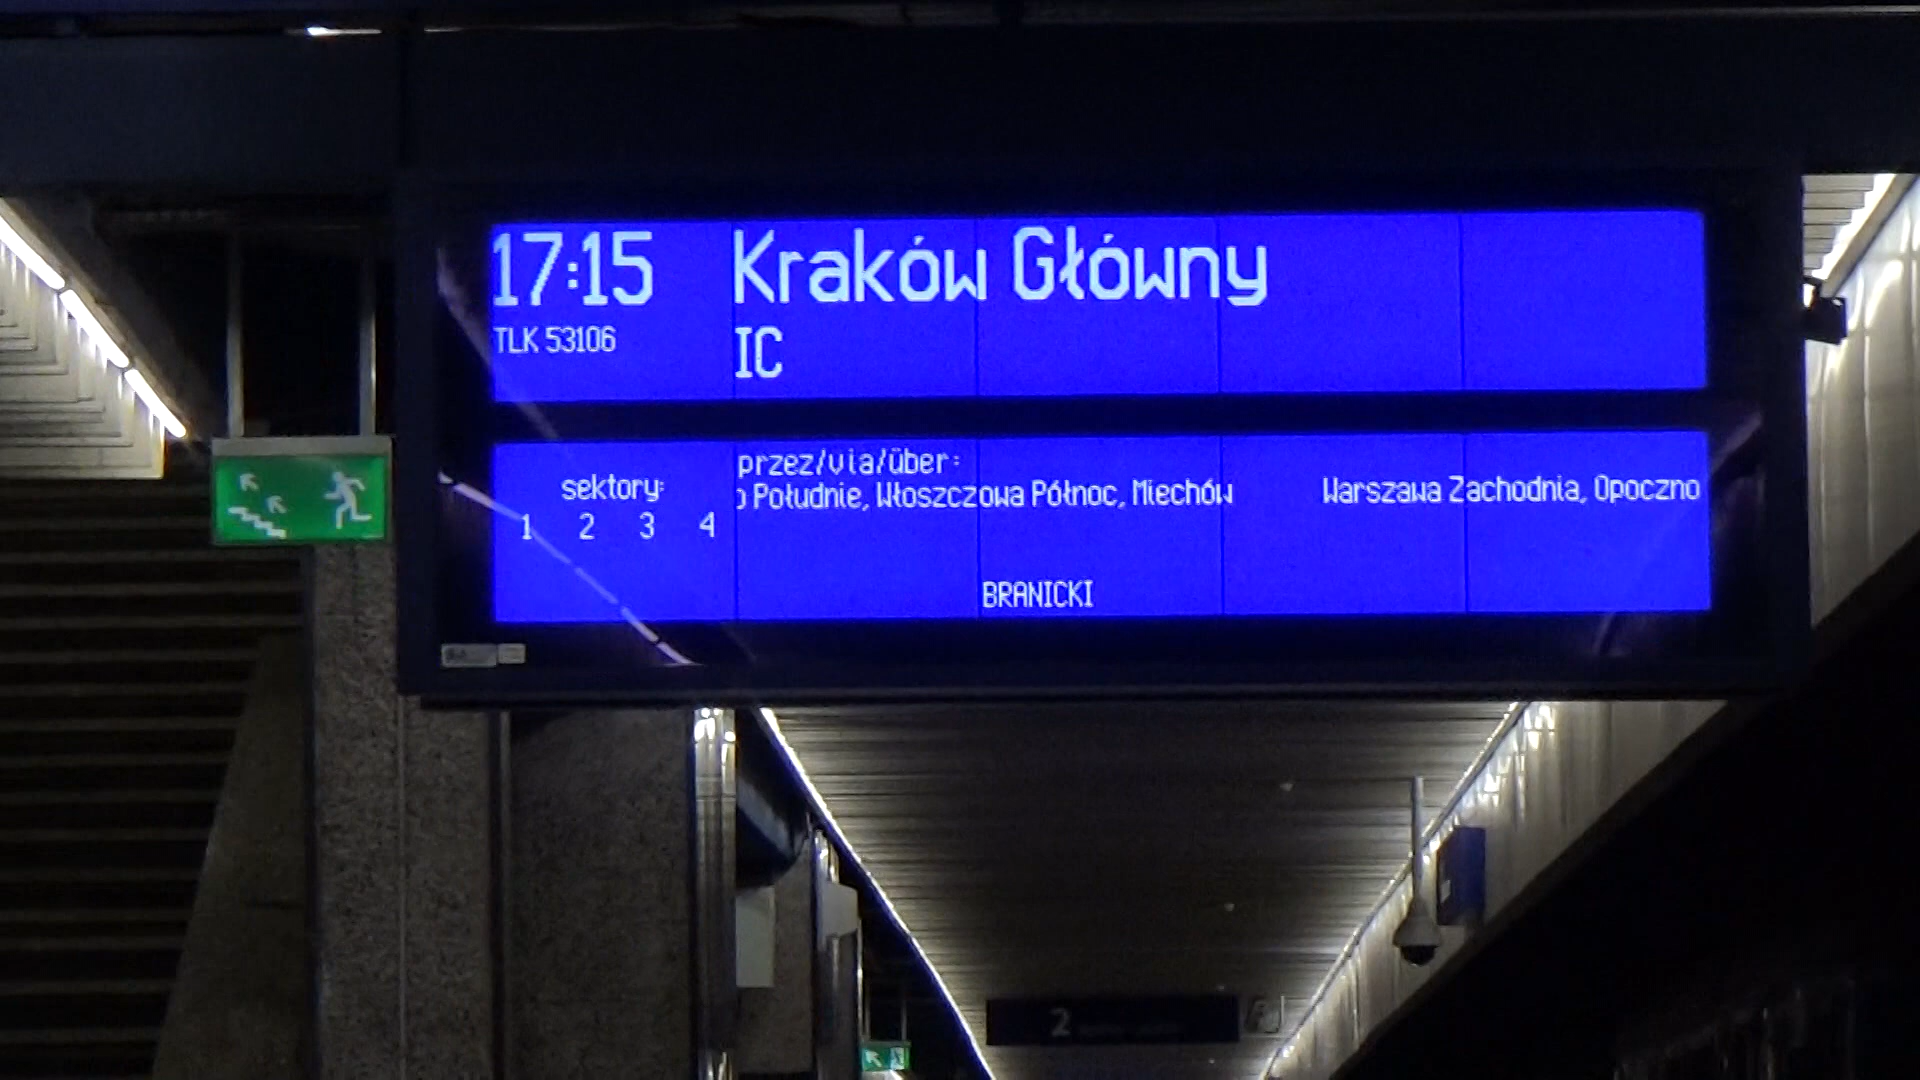 17:15 Kraków Główny
TLK 53106 IC
przez/via/über:
sektory: Południe, Włoszczowa Północ, Miechów Warszawa Zachodnia, Opoczno
1 2 3 4
BRANICKI
2